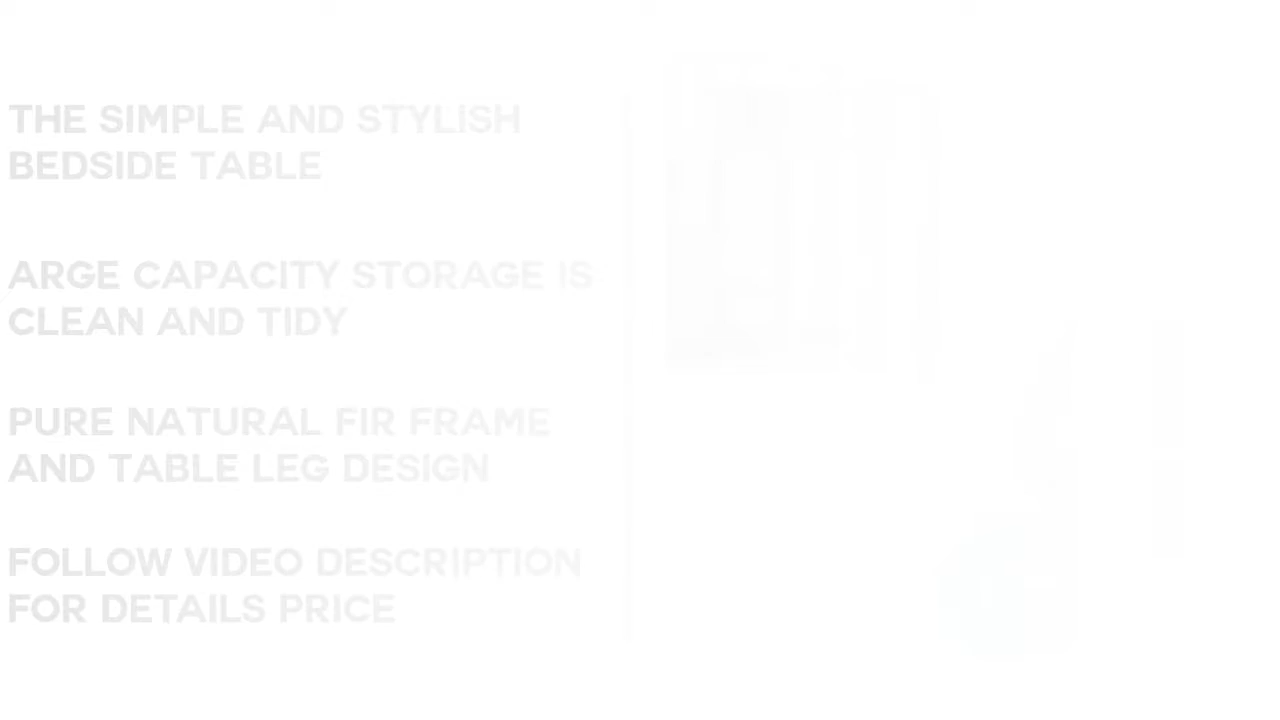 THE SIMPLE AND STYLISH
BEDSIDE TABLE
ARGE CAPACITY STORAGE IS
CLEAN AND TIDY
PURE NATURAL FIR FRAME
AND TABLE LEG DESIGN
FOLLOW VIDEO DESCRIPTION
FOR DETAILS PRICE